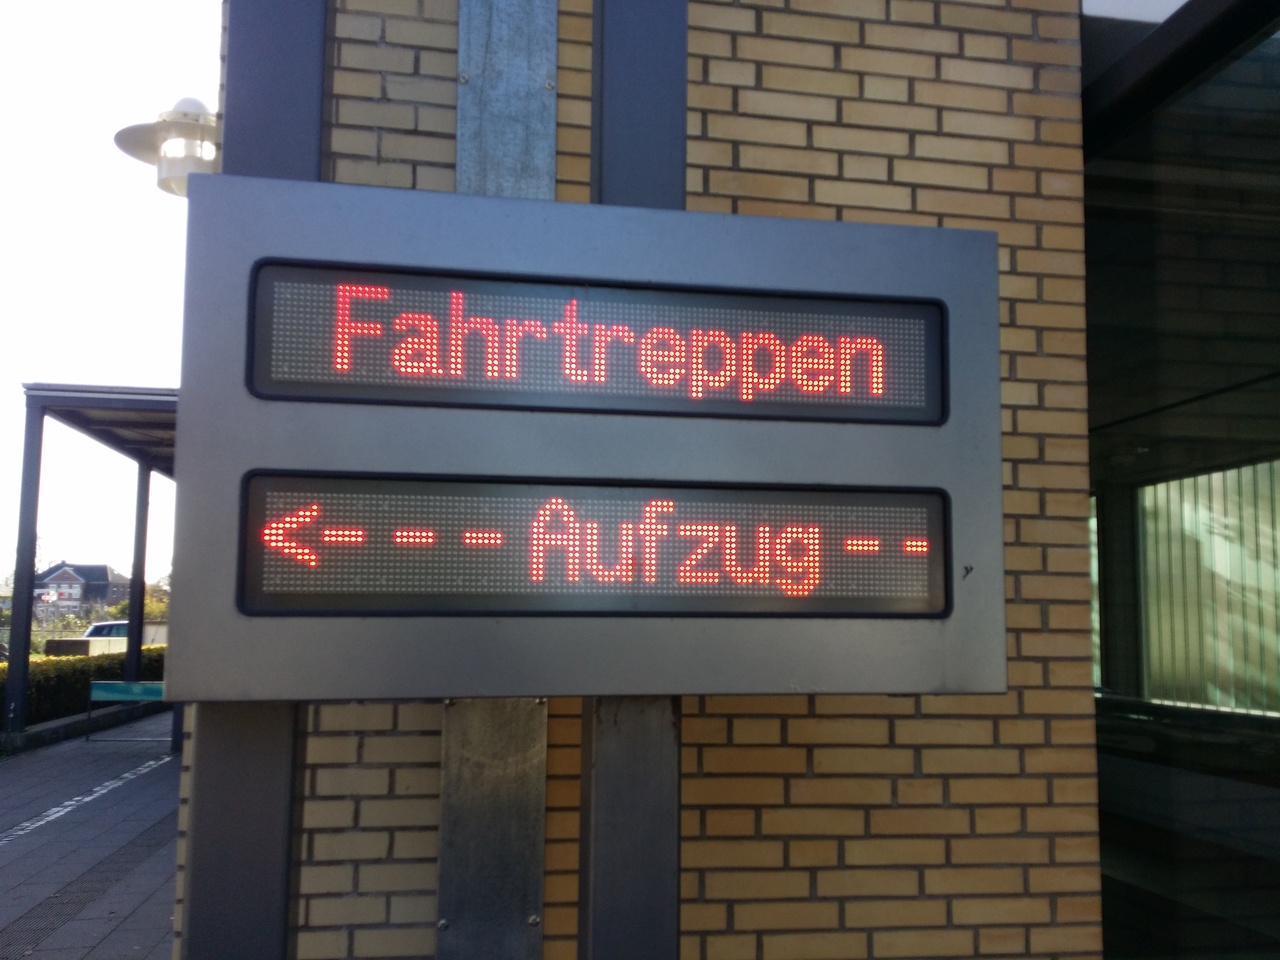 Fahrtreppen
<- - - Aufzug - -